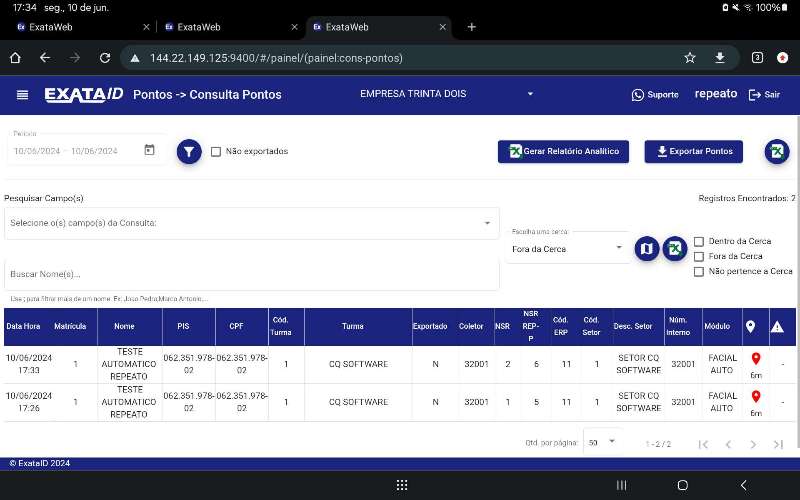 17:34 seg., 10 de jun.
100%
ExataWeb
ExataWeb
ExataWeb
144.22.149.125:9400/#/painel/(painel:cons-pontos)
3
EXATAID
Pontos -> Consulta Pontos
EMPRESA TRINTA DOIS
Suporte
repeato
Sair
Período
10/06/2024 – 10/06/2024
Não exportados
Gerar Relatório Analítico
Exportar Pontos
Pesquisar Campo(s)
Registros Encontrados: 2
Selecione o(s) campo(s) da Consulta:
Escolha uma cerca:
Fora da Cerca
Dentro da Cerca
Fora da Cerca
Não pertence a Cerca
Buscar Nome(s)...
Use ; para filtrar mais de um nome. Ex: Joao Pedro;Marco Antonio;...
Data Hora Matrícula Nome PIS CPF Cód. Turma Turma Exportado Coletor NSR NSR REP-P Cód. ERP Cód. Setor Desc. Setor Núm. Interno Módulo
10/06/2024 17:33 1 TESTE AUTOMATICO REPEATO 062.351.978-02 062.351.978-02 1 CQ SOFTWARE N 32001 2 6 11 1 SETOR CQ SOFTWARE 32001 FACIAL AUTO 6m -
10/06/2024 17:26 1 TESTE AUTOMATICO REPEATO 062.351.978-02 062.351.978-02 1 CQ SOFTWARE N 32001 1 5 11 1 SETOR CQ SOFTWARE 32001 FACIAL AUTO 6m -
Qtd. por página: 50 1 - 2 / 2
© ExataID 2024